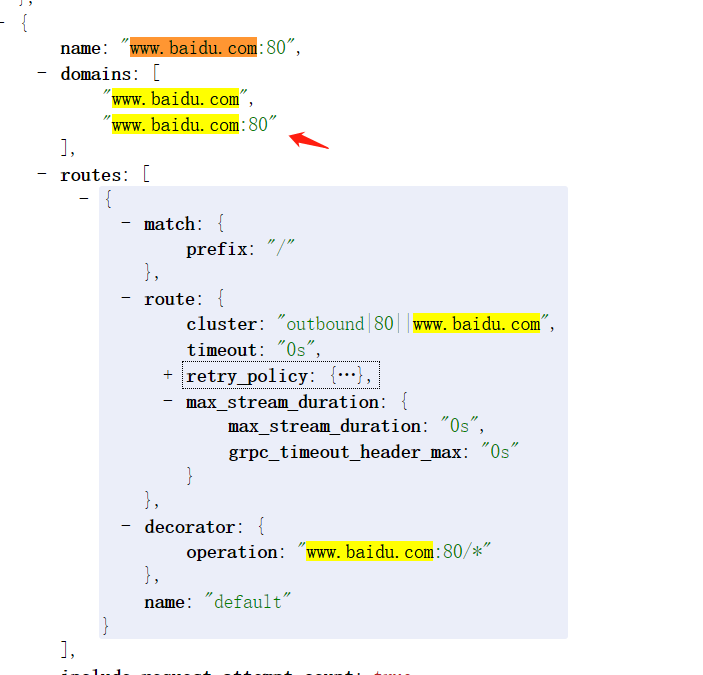 },
- {
name: "www.baidu.com:80",
- domains: [
"www.baidu.com",
"www.baidu.com:80"
],
- routes: [
- {
- match: {
prefix: "/"
},
- route: {
cluster: "outbound|80||www.baidu.com",
timeout: "0s",
+ retry_policy: {…},
- max_stream_duration: {
max_stream_duration: "0s",
grpc_timeout_header_max: "0s"
}
},
- decorator: {
operation: "www.baidu.com:80/*"
},
name: "default"
}
],
include_request_attempt_count: true